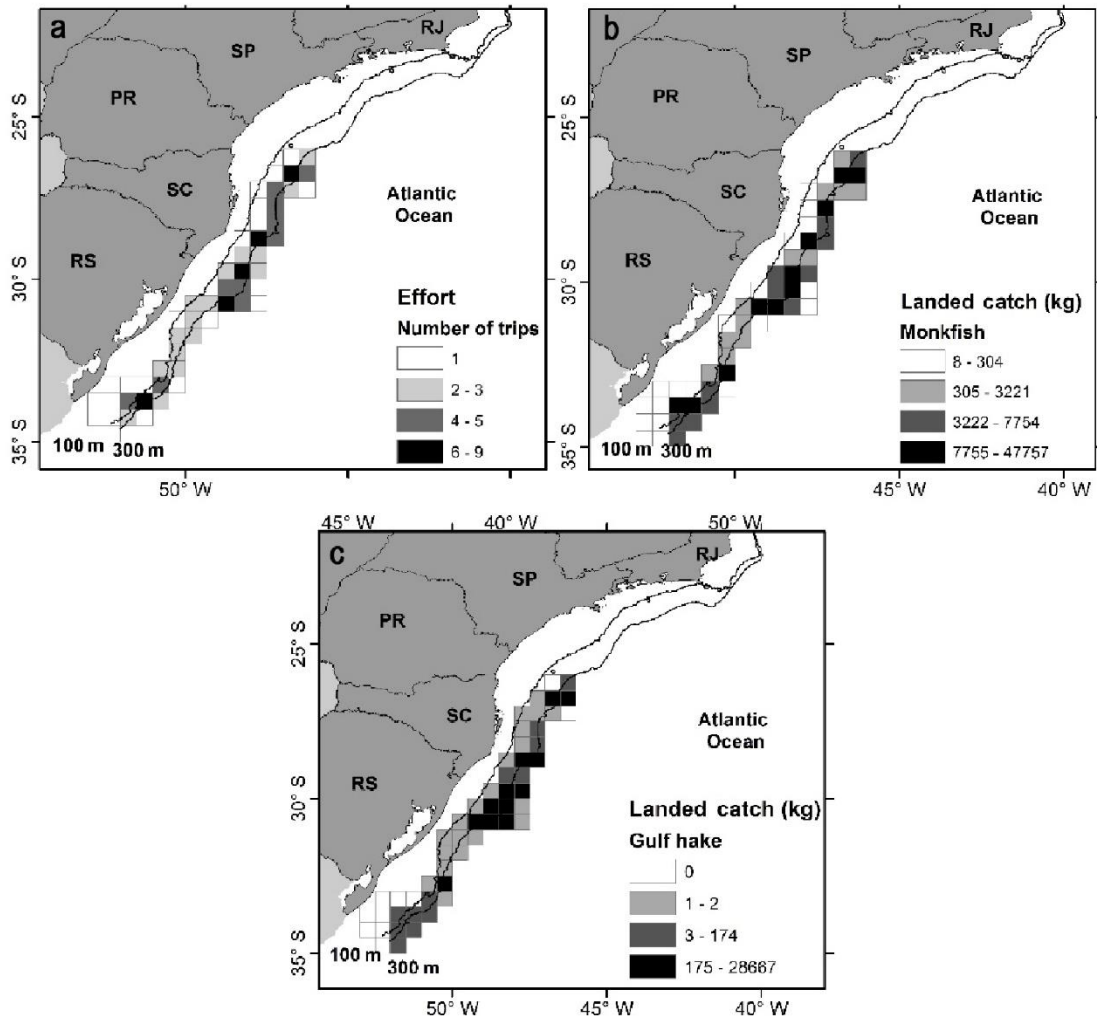 a
RJ
SP
PR
SC
RS
25° S
30° S
35° S
Atlantic
Ocean
Effort
Number of trips
1
2 - 3
4 - 5
6 - 9
100 m
300 m
50° W
b
RJ
SP
PR
SC
RS
25° S
30° S
35° S
Atlantic
Ocean
Landed catch (kg)
Monkfish
8 - 304
305 - 3221
3222 - 7754
7755 - 47757
100 m
300 m
45° W
40° W
45° W
40° W
50° W
c
RJ
SP
PR
SC
RS
25° S
30° S
35° S
Atlantic
Ocean
Landed catch (kg)
Gulf hake
0
1 - 2
3 - 174
175 - 28667
100 m
300 m
50° W
45° W
40° W